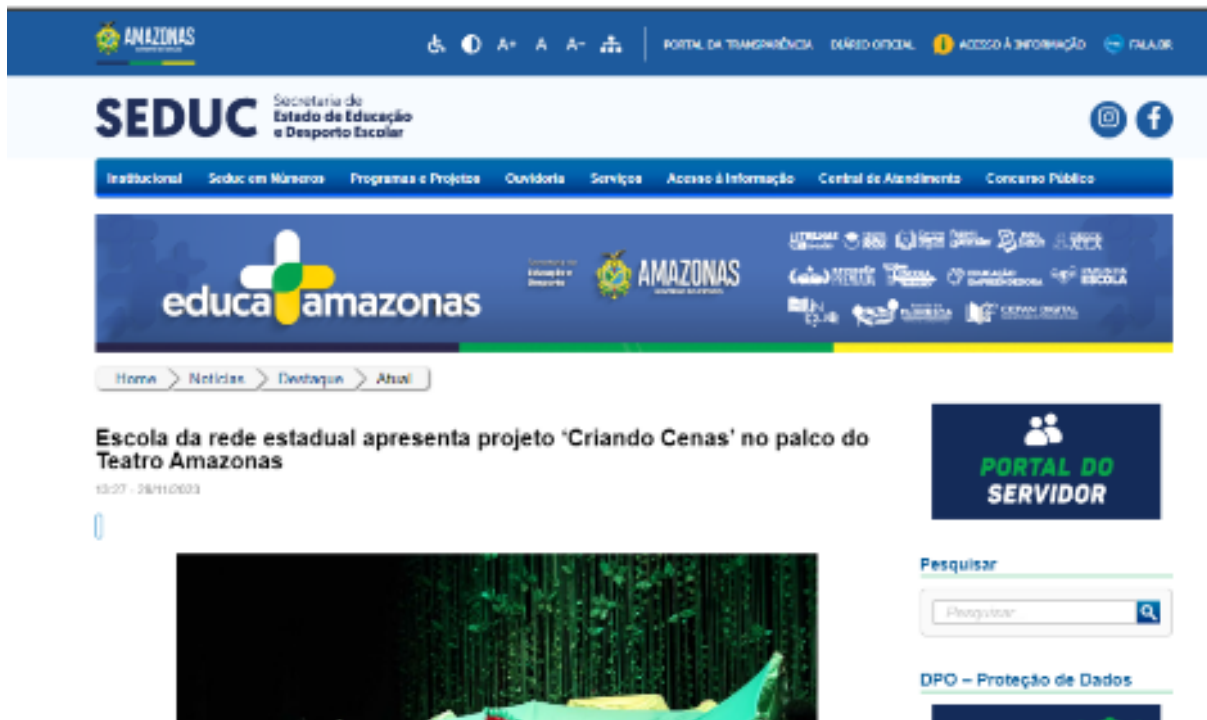 AMAZONAS
A+ A A-
PORTAL DA TRANSPARÊNCIA DIÁRIO OFICIAL ACESSO À INFORMAÇÃO FALA.BR
SEDUC
Secretaria de
Estado de Educação
e Desporto Escolar
Institucional Seduc em Números Programas e Projetos Ouvidoria Serviços Acesso à Informação Central de Atendimento Concurso Público
educa amazonas
AMAZONAS
ESCOLA
Home Notícias Destaque Atual
Escola da rede estadual apresenta projeto ‘Criando Cenas’ no palco do
Teatro Amazonas
PORTAL DO
SERVIDOR
Pesquisar
Pesquisar
DPO – Proteção de Dados